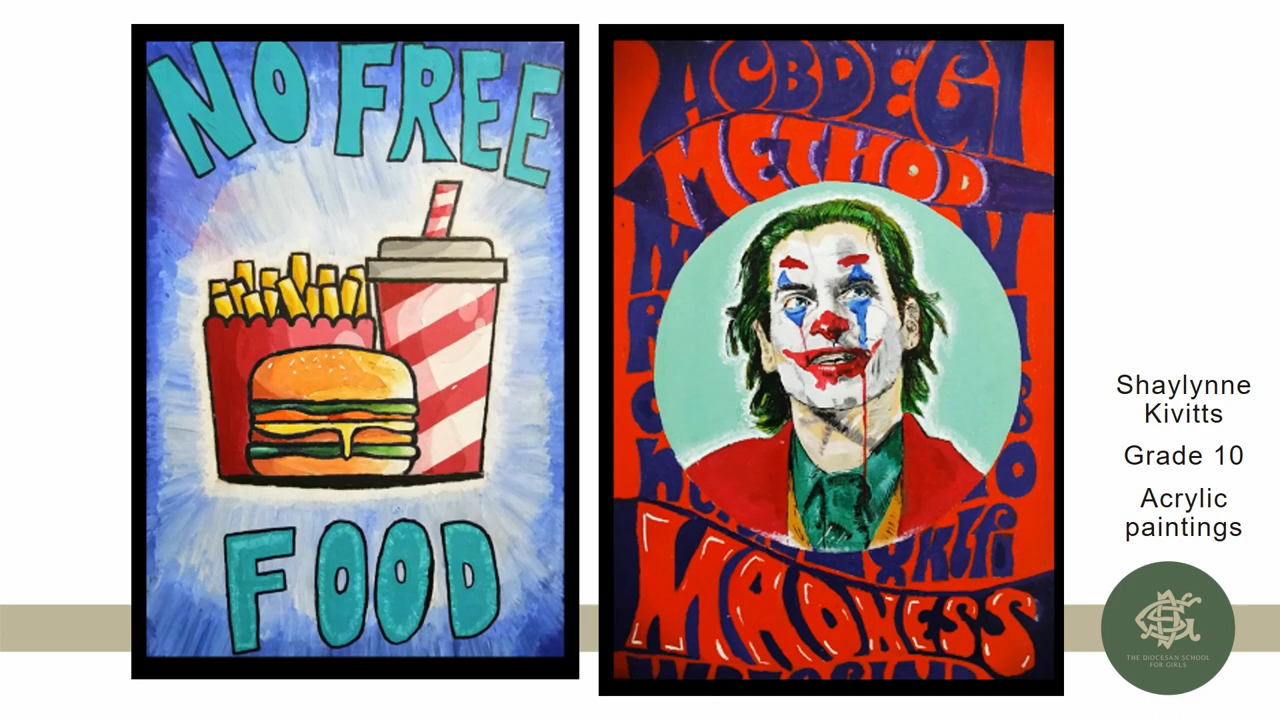 NO FREE
FOOD
ACBDEGI
METHOD
MADNESS
Shaylynne
Kivitts
Grade 10
Acrylic
paintings
THE DIOCESAN SCHOOL
FOR GIRLS